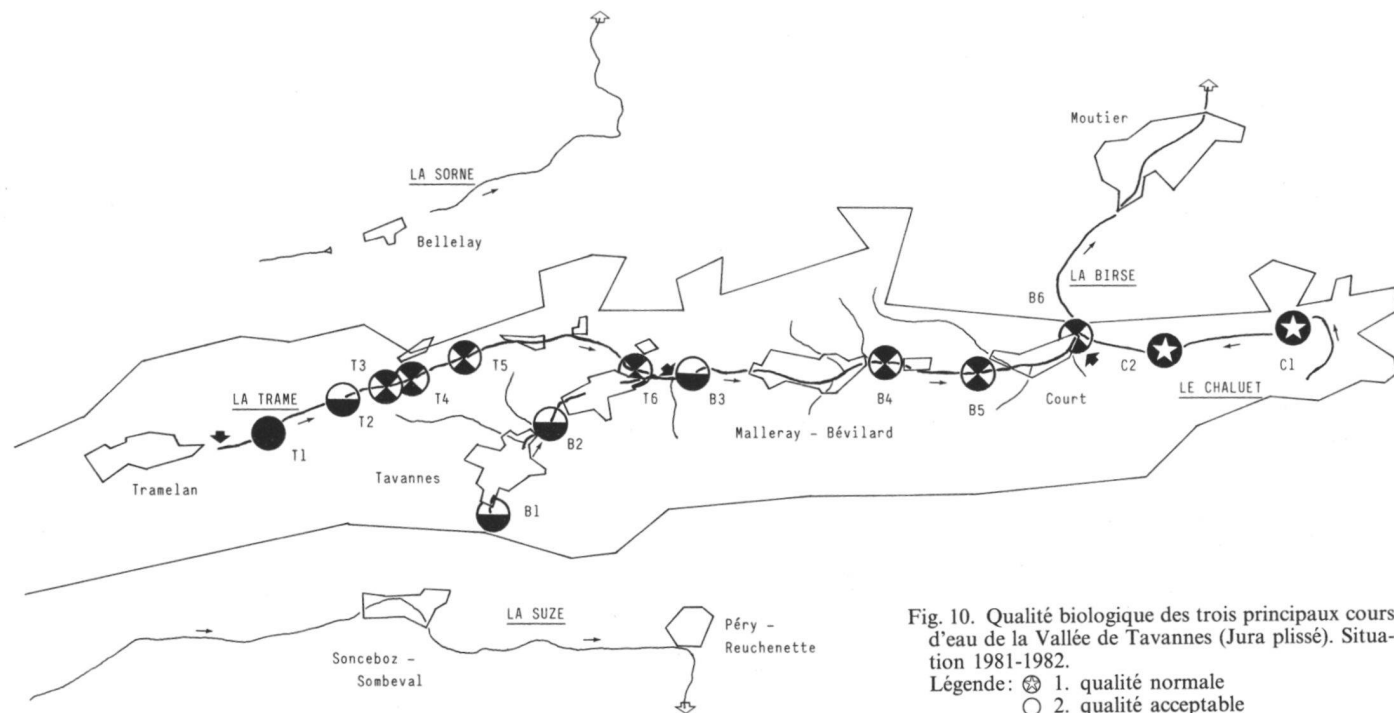 Moutier
LA SORNE
Bellelay
LA BIRSE
B6
T3
T5
C1
C2
LE CHALUET
LA TRAME
T4
T6
B3
B4
B5
Court
T2
B2
Malleray - Bévilard
T1
Tavannes
Tramelan
B1
LA SUZE
Péry -
Reuchenette
Sonceboz -
Sombeval
Fig. 10. Qualité biologique des trois principaux cours
d'eau de la Vallée de Tavannes (Jura plissé). Situa-
tion 1981-1982.
Légende: 1. qualité normale
2. qualité acceptable